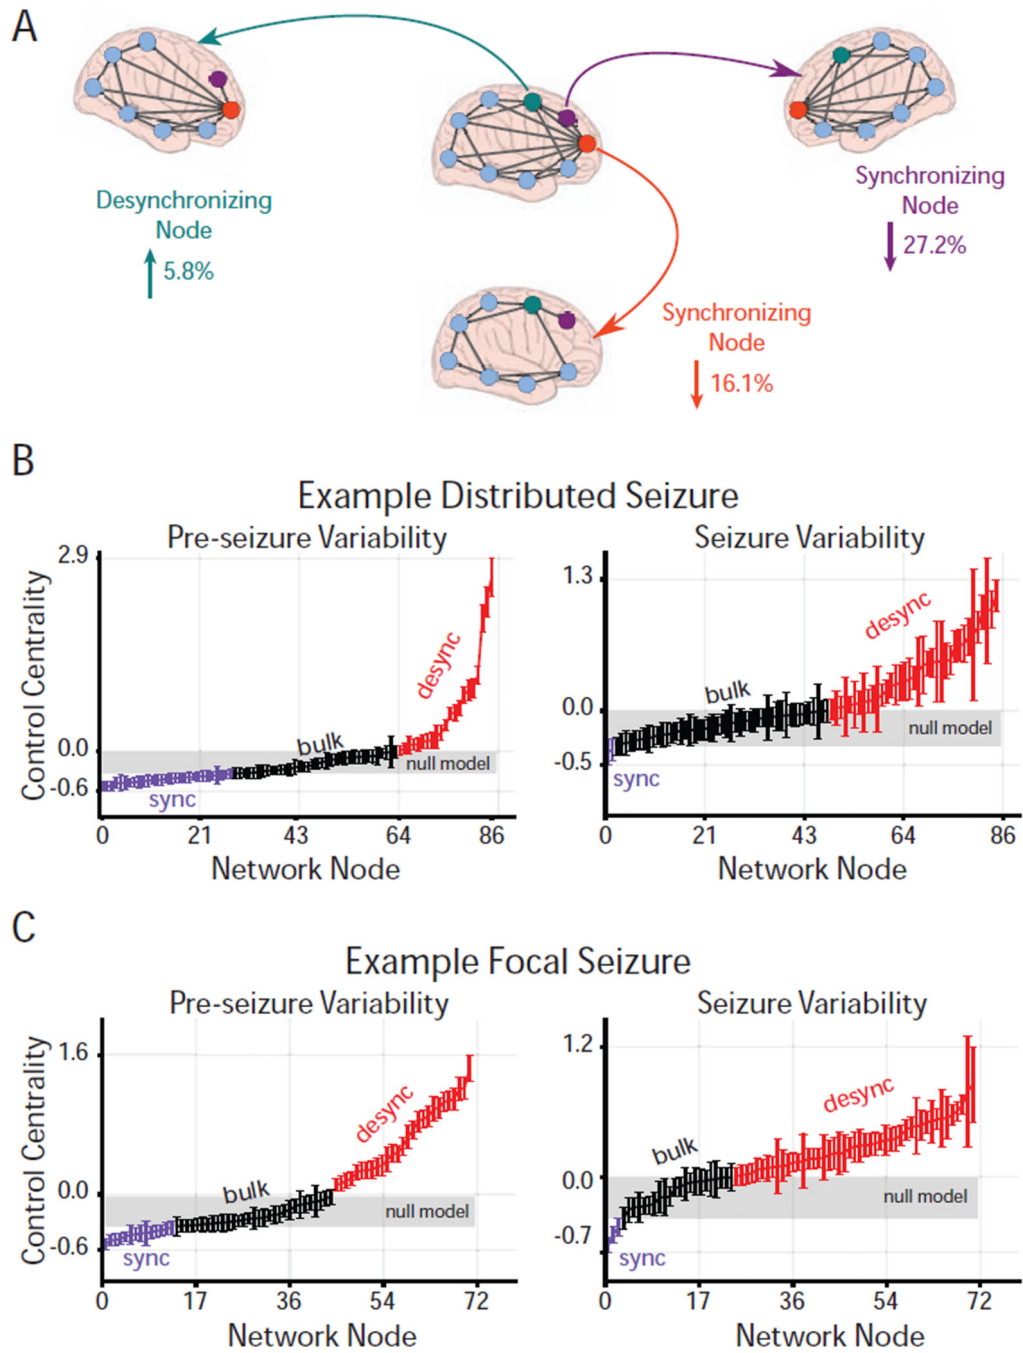 A
Desynchronizing
Node
5.8%
Synchronizing
Node
27.2%
Synchronizing
Node
16.1%
B
Example Distributed Seizure
Pre-seizure Variability
Control Centrality
2.9
0.0
-0.6
desync
bulk
null model
sync
0 21 43 64 86
Network Node
Seizure Variability
1.3
0.0
-0.5
desync
bulk
null model
sync
0 21 43 64 86
Network Node
C
Example Focal Seizure
Pre-seizure Variability
Control Centrality
1.6
0.0
-0.6
desync
bulk
null model
sync
0 17 36 54 72
Network Node
Seizure Variability
1.2
0.0
-0.7
desync
bulk
null model
sync
0 17 36 54 72
Network Node